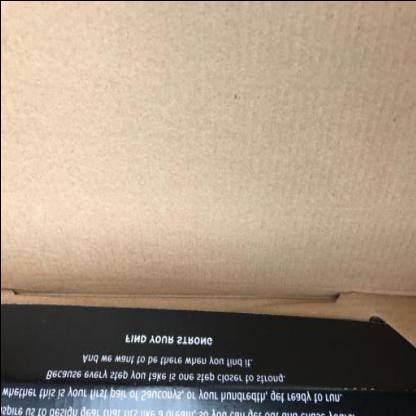 us to design gear that fits like a dream, so you can get out and chase
Whether this is your first pair of Sauconys, or your hundredth, get ready to run.
Because every step you take is one step closer to strong.
And we want to be there when you find it.
FIND YOUR STRONG